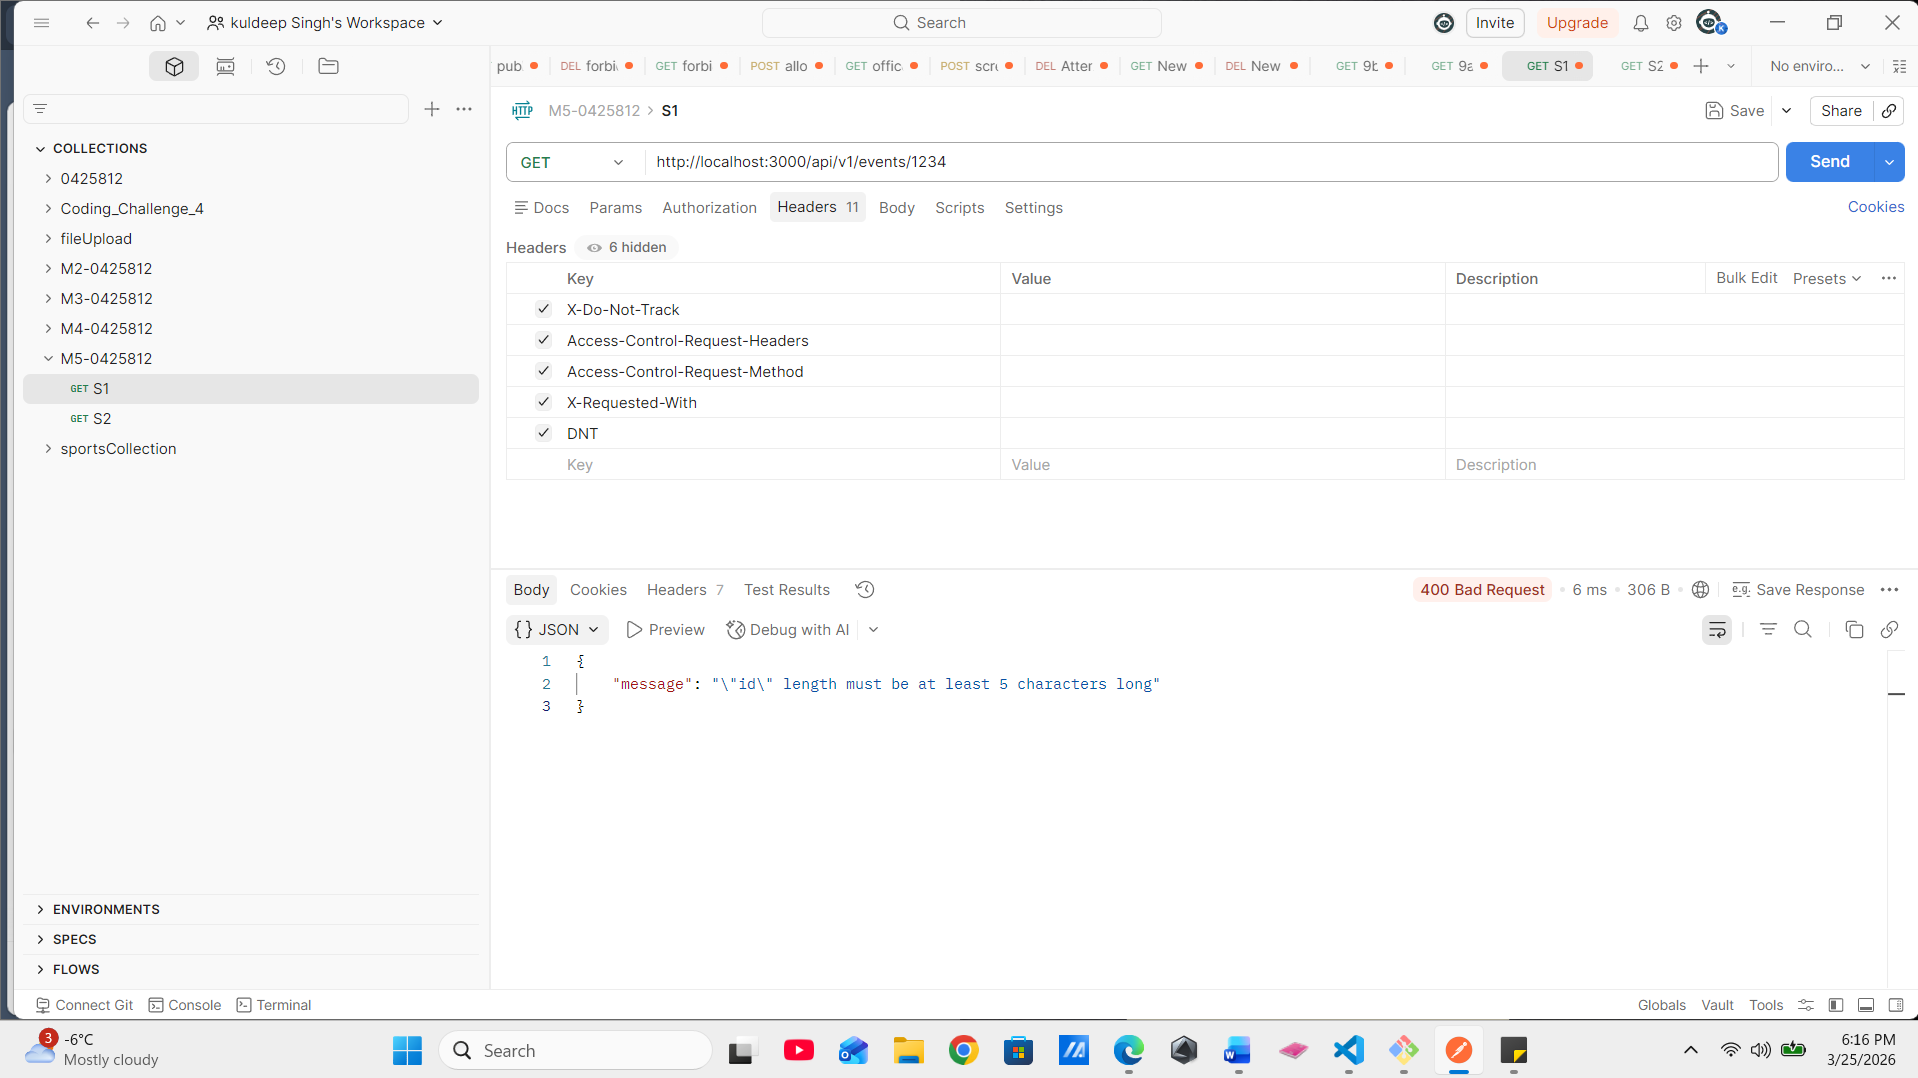 kuldeep Singh's Workspace
Search
Invite
Upgrade
K
pub
DEL forbi
GET forbi
POST allo
GET offic
POST scre
DEL Atter
GET New
DEL New
GET 9b
GET 9a
GET S1
GET S2
No enviro...
COLLECTIONS
0425812
Coding_Challenge_4
fileUpload
M2-0425812
M3-0425812
M4-0425812
M5-0425812
GET S1
GET S2
sportsCollection
ENVIRONMENTS
SPECS
FLOWS
HTTP M5-0425812 > S1
Save
Share
GET
http://localhost:3000/api/v1/events/1234
Send
Docs Params Authorization Headers 11 Body Scripts Settings
Cookies
Headers 6 hidden
Key Value Description Bulk Edit Presets
X-Do-Not-Track
Access-Control-Request-Headers
Access-Control-Request-Method
X-Requested-With
DNT
Key Value Description
Body Cookies Headers 7 Test Results
400 Bad Request • 6 ms • 306 B e.g. Save Response
{} JSON Preview Debug with AI
1 {
2 "message": "\"id\" length must be at least 5 characters long"
3 }
Connect Git Console Terminal
Globals Vault Tools
3
-6°C
Mostly cloudy
Search
6:16 PM
3/25/2026